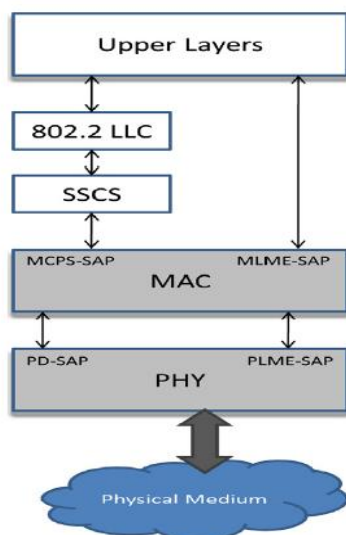 Upper Layers
802.2 LLC
SSCS
MCPS-SAP MLME-SAP
MAC
PD-SAP PLME-SAP
PHY
Physical Medium